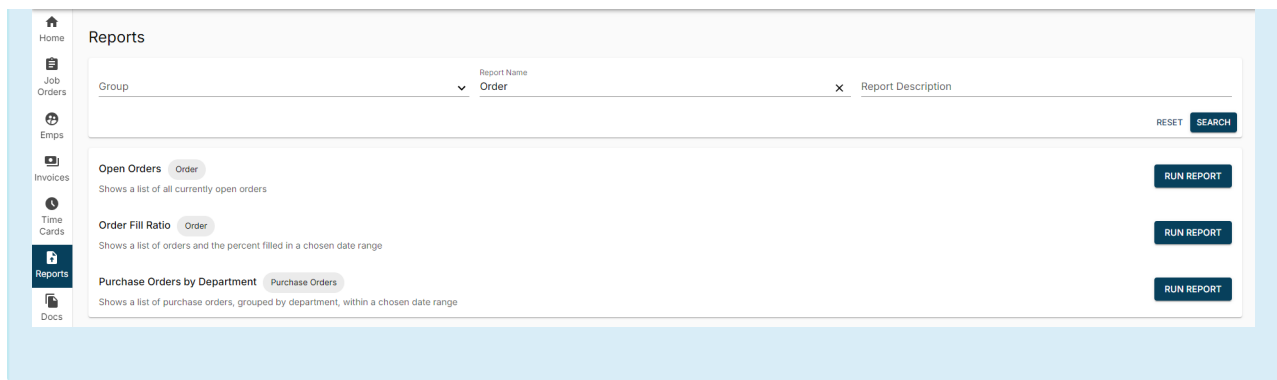 Home
Job
Orders
Emps
Invoices
Time
Cards
Reports
Docs
Reports
Group
Report Name
Order
Report Description
RESET
SEARCH
Open Orders Order
Shows a list of all currently open orders
RUN REPORT
Order Fill Ratio Order
Shows a list of orders and the percent filled in a chosen date range
RUN REPORT
Purchase Orders by Department Purchase Orders
Shows a list of purchase orders, grouped by department, within a chosen date range
RUN REPORT